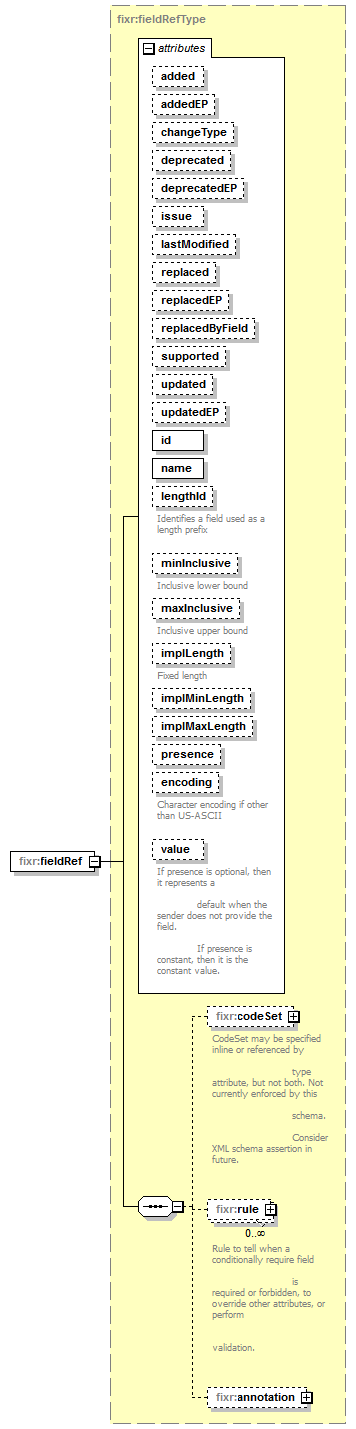 fixr:fieldRefType
attributes
added
addedEP
changeType
deprecated
deprecatedEP
issue
lastModified
replaced
replacedEP
replacedByField
supported
updated
updatedEP
id
name
lengthId
Identifies a field used as a
length prefix
minInclusive
Inclusive lower bound
maxInclusive
Inclusive upper bound
implLength
Fixed length
implMinLength
implMaxLength
presence
encoding
Character encoding if other
than US-ASCII
value
If presence is optional, then
it represents a
default when the
sender does not provide the
field.
If presence is
constant, then it is the
constant value.
fixr:fieldRef
fixr:codeSet
CodeSet may be specified
inline or referenced by
type
attribute, but not both. Not
currently enforced by this
schema.
Consider
XML schema assertion in
future.
fixr:rule
0..∞
Rule to tell when a
conditionally require field
is
required or forbidden, to
override other attributes, or
perform
validation.
fixr:annotation